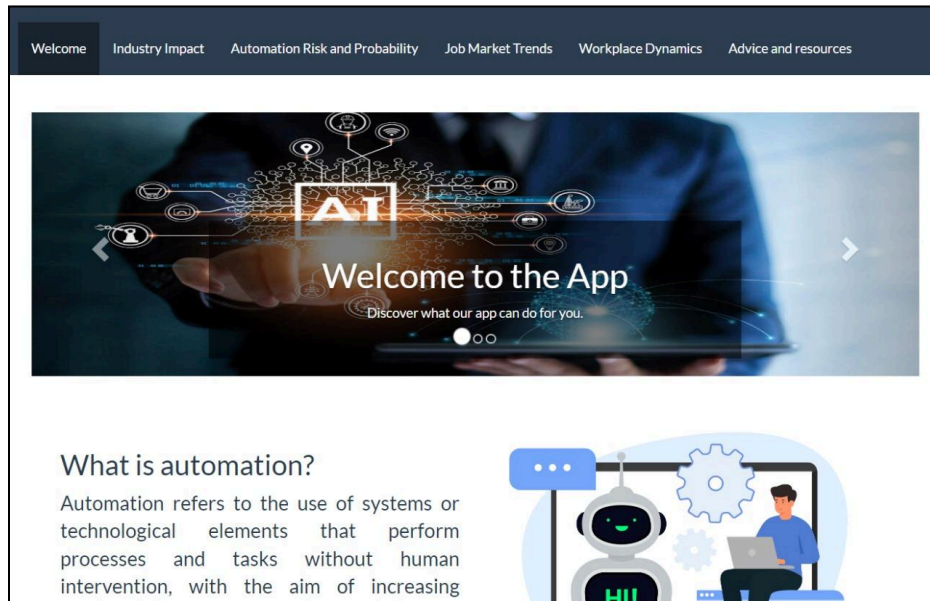 Welcome Industry Impact Automation Risk and Probability Job Market Trends Workplace Dynamics Advice and resources
AI
Welcome to the App
Discover what our app can do for you.
What is automation?
Automation refers to the use of systems or
technological elements that perform
processes and tasks without human
intervention, with the aim of increasing
HI!